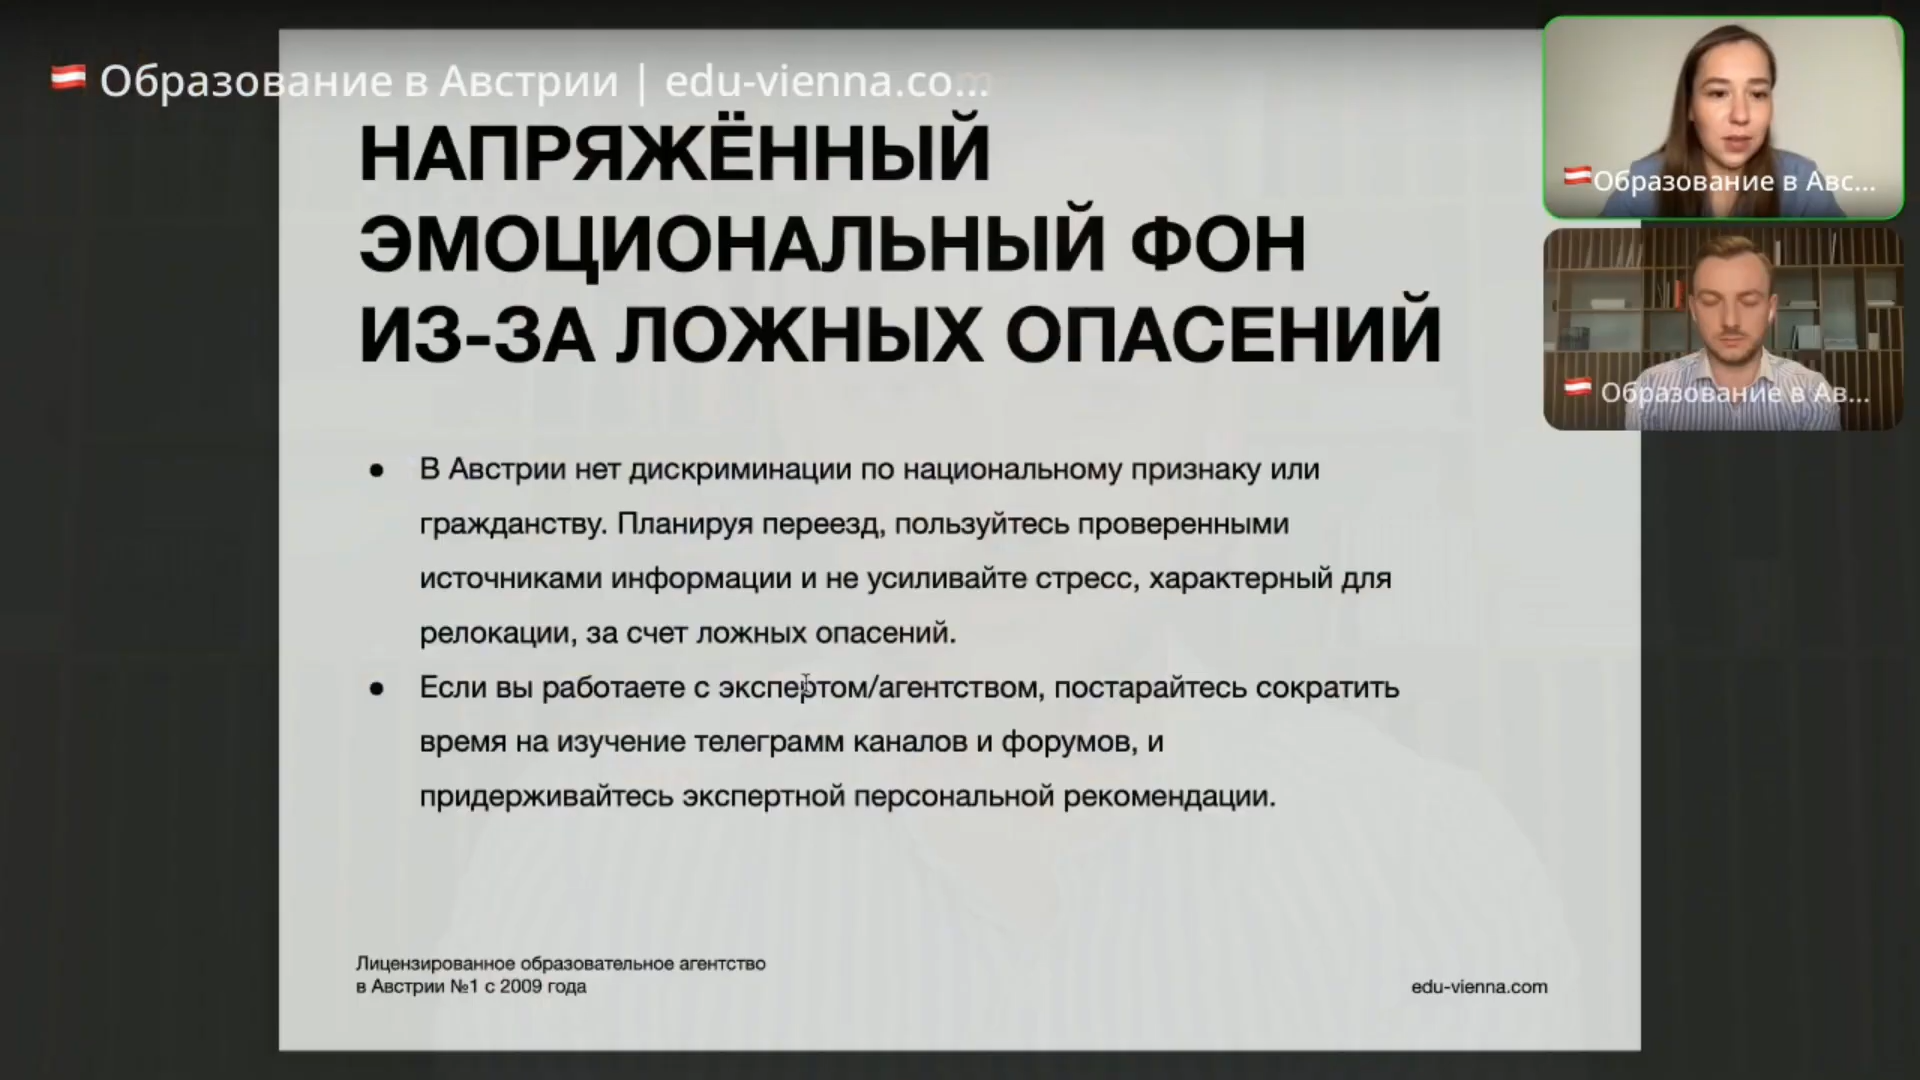 Образование в Австрии | edu-vienna.com...
НАПРЯЖЁННЫЙ
ЭМОЦИОНАЛЬНЫЙ ФОН
ИЗ-ЗА ЛОЖНЫХ ОПАСЕНИЙ
Образование в Авс...
Образование в Ав...
● В Австрии нет дискриминации по национальному признаку или
гражданству. Планируя переезд, пользуйтесь проверенными
источниками информации и не усиливайте стресс, характерный для
релокации, за счет ложных опасений.
● Если вы работаете с экспертом/агентством, постарайтесь сократить
время на изучение телеграмм каналов и форумов, и
придерживайтесь экспертной персональной рекомендации.
Лицензированное образовательное агентство
в Австрии №1 с 2009 года
edu-vienna.com